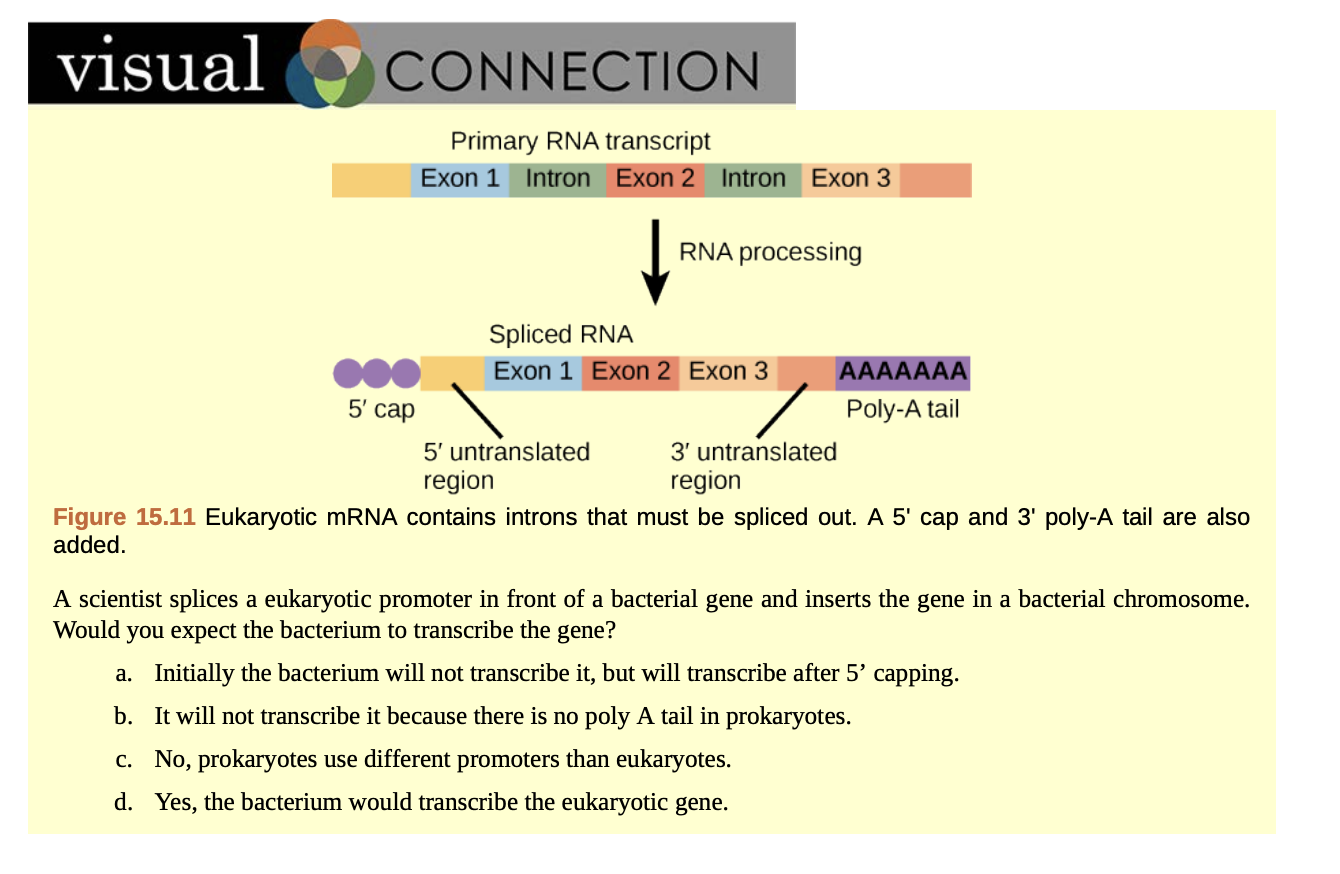 visual CONNECTION
Primary RNA transcript
Exon 1 Intron Exon 2 Intron Exon 3
RNA processing
Spliced RNA
Exon 1 Exon 2 Exon 3 AAAAAAA
5′ cap Poly-A tail
5′ untranslated region
3′ untranslated region
Figure 15.11 Eukaryotic mRNA contains introns that must be spliced out. A 5' cap and 3' poly-A tail are also
added.
A scientist splices a eukaryotic promoter in front of a bacterial gene and inserts the gene in a bacterial chromosome.
Would you expect the bacterium to transcribe the gene?
a. Initially the bacterium will not transcribe it, but will transcribe after 5’ capping.
b. It will not transcribe it because there is no poly A tail in prokaryotes.
c. No, prokaryotes use different promoters than eukaryotes.
d. Yes, the bacterium would transcribe the eukaryotic gene.